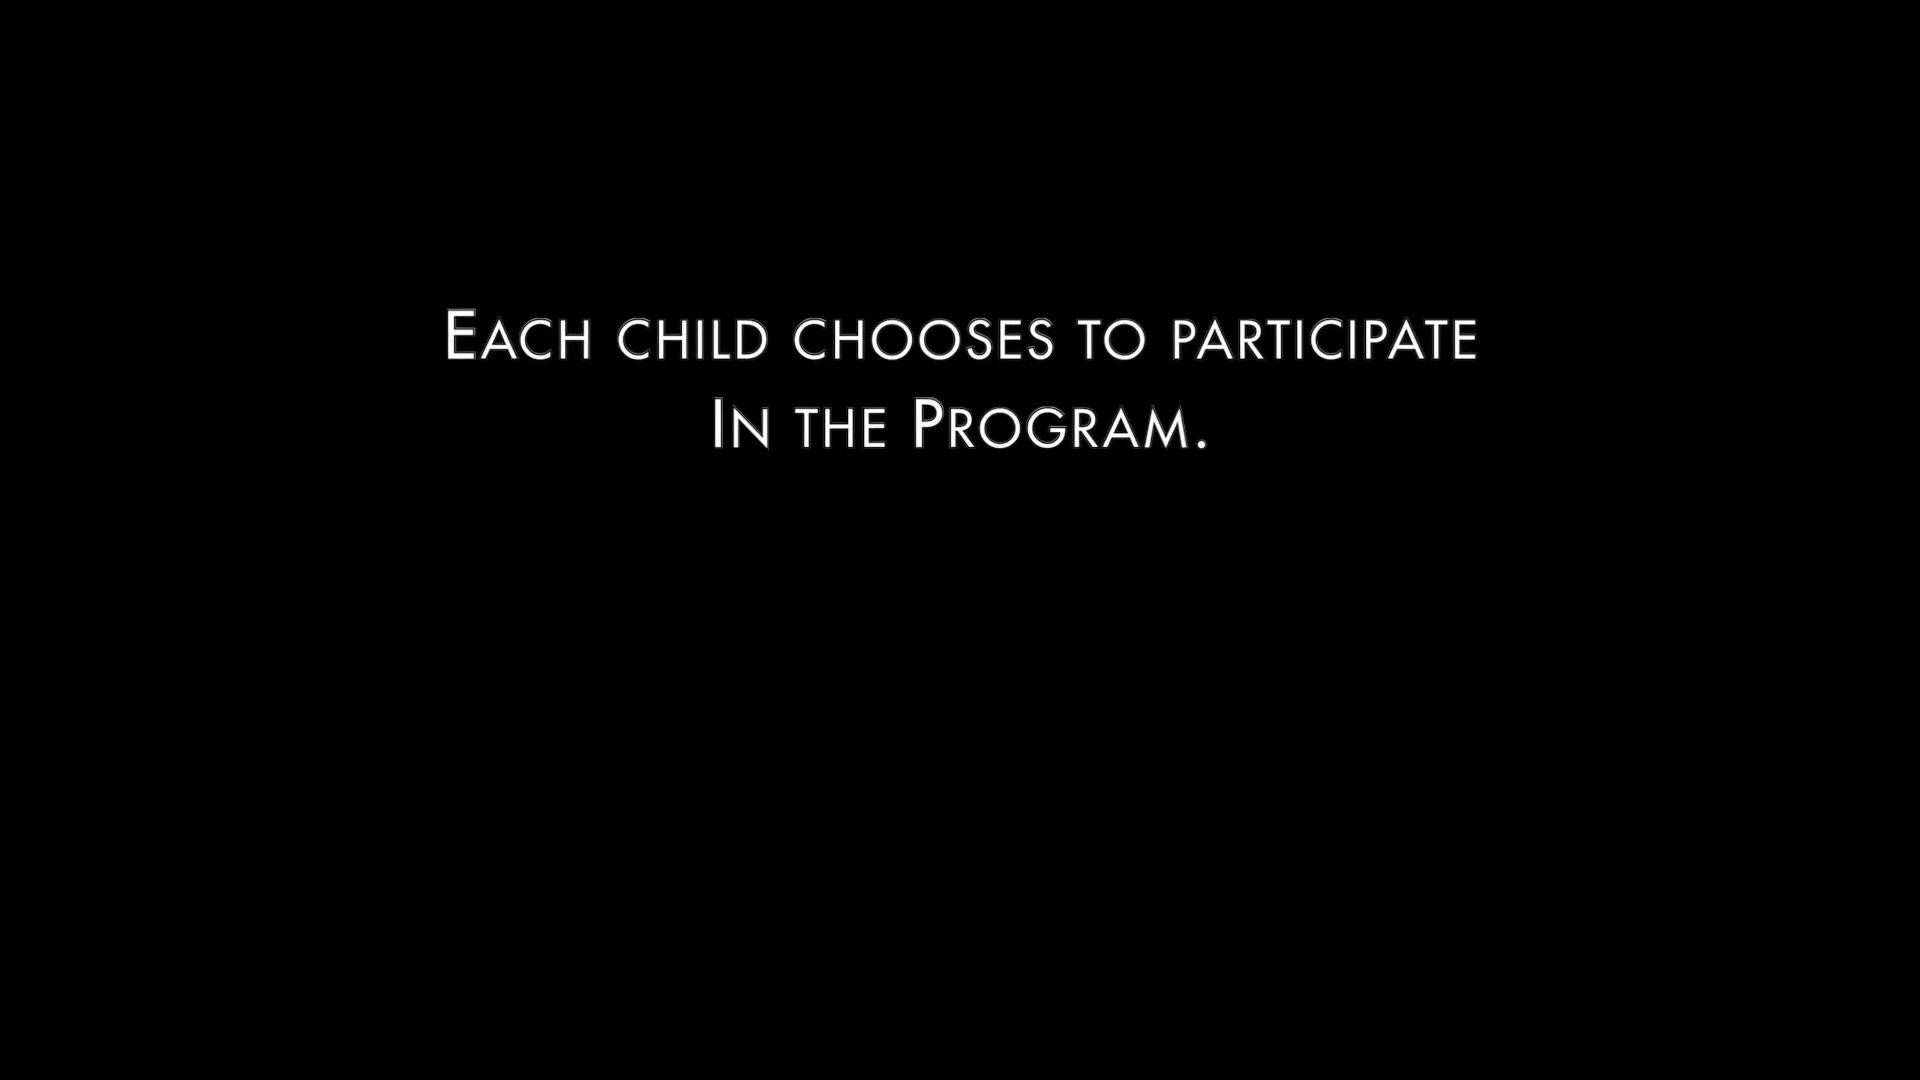 Each child chooses to participate
In the Program.